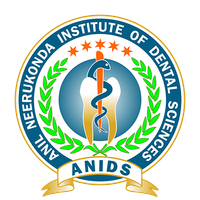 ANIL NEERUKONDA INSTITUTE OF DENTAL SCIENCES
ANIDS